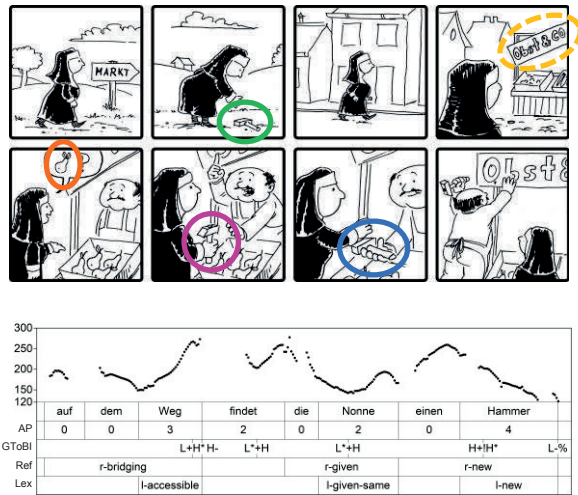 MARKT
Obst & CO
Obst&
300
250
200
150
120
auf dem Weg findet die Nonne einen Hammer
AP 0 0 3 2 0 2 0 4
GToBI L+H* H- L*+H L*+H H+!H* L-%
Ref r-bridging r-given r-new
Lex l-accessible l-given-same l-new